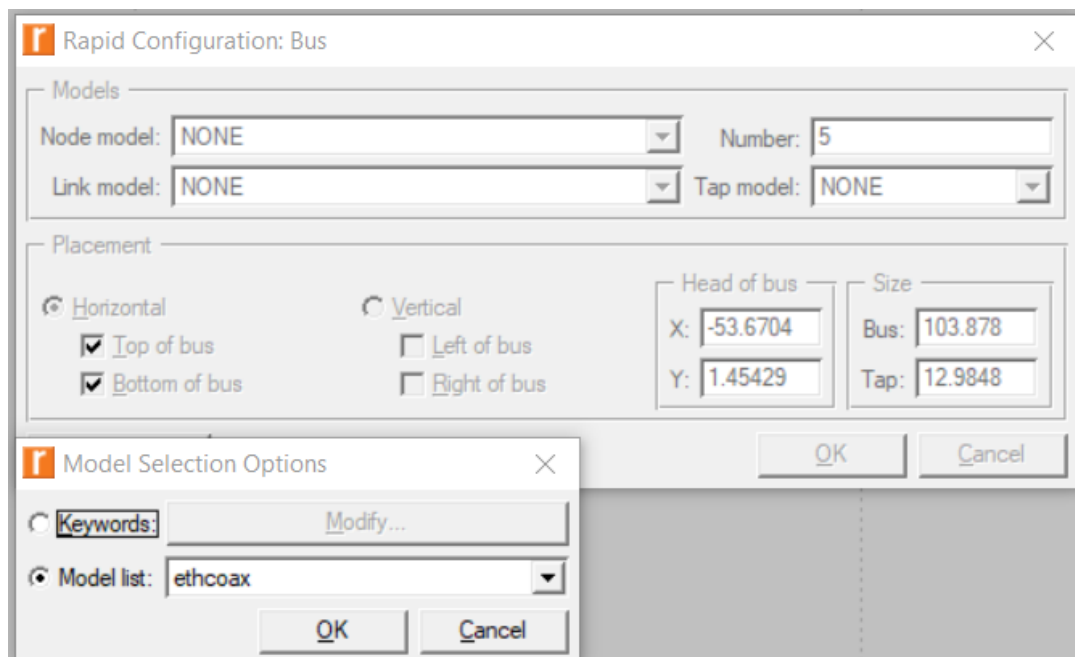 Rapid Configuration: Bus
Models
Node model: NONE Number: 5
Link model: NONE Tap model: NONE
Placement
Horizontal Vertical
Top of bus Left of bus
Bottom of bus Right of bus
Head of bus Size
X: -53.6704 Bus: 103.878
Y: 1.45429 Tap: 12.9848
OK Cancel
Model Selection Options
Keywords: Modify...
Model list: ethcoax
OK Cancel